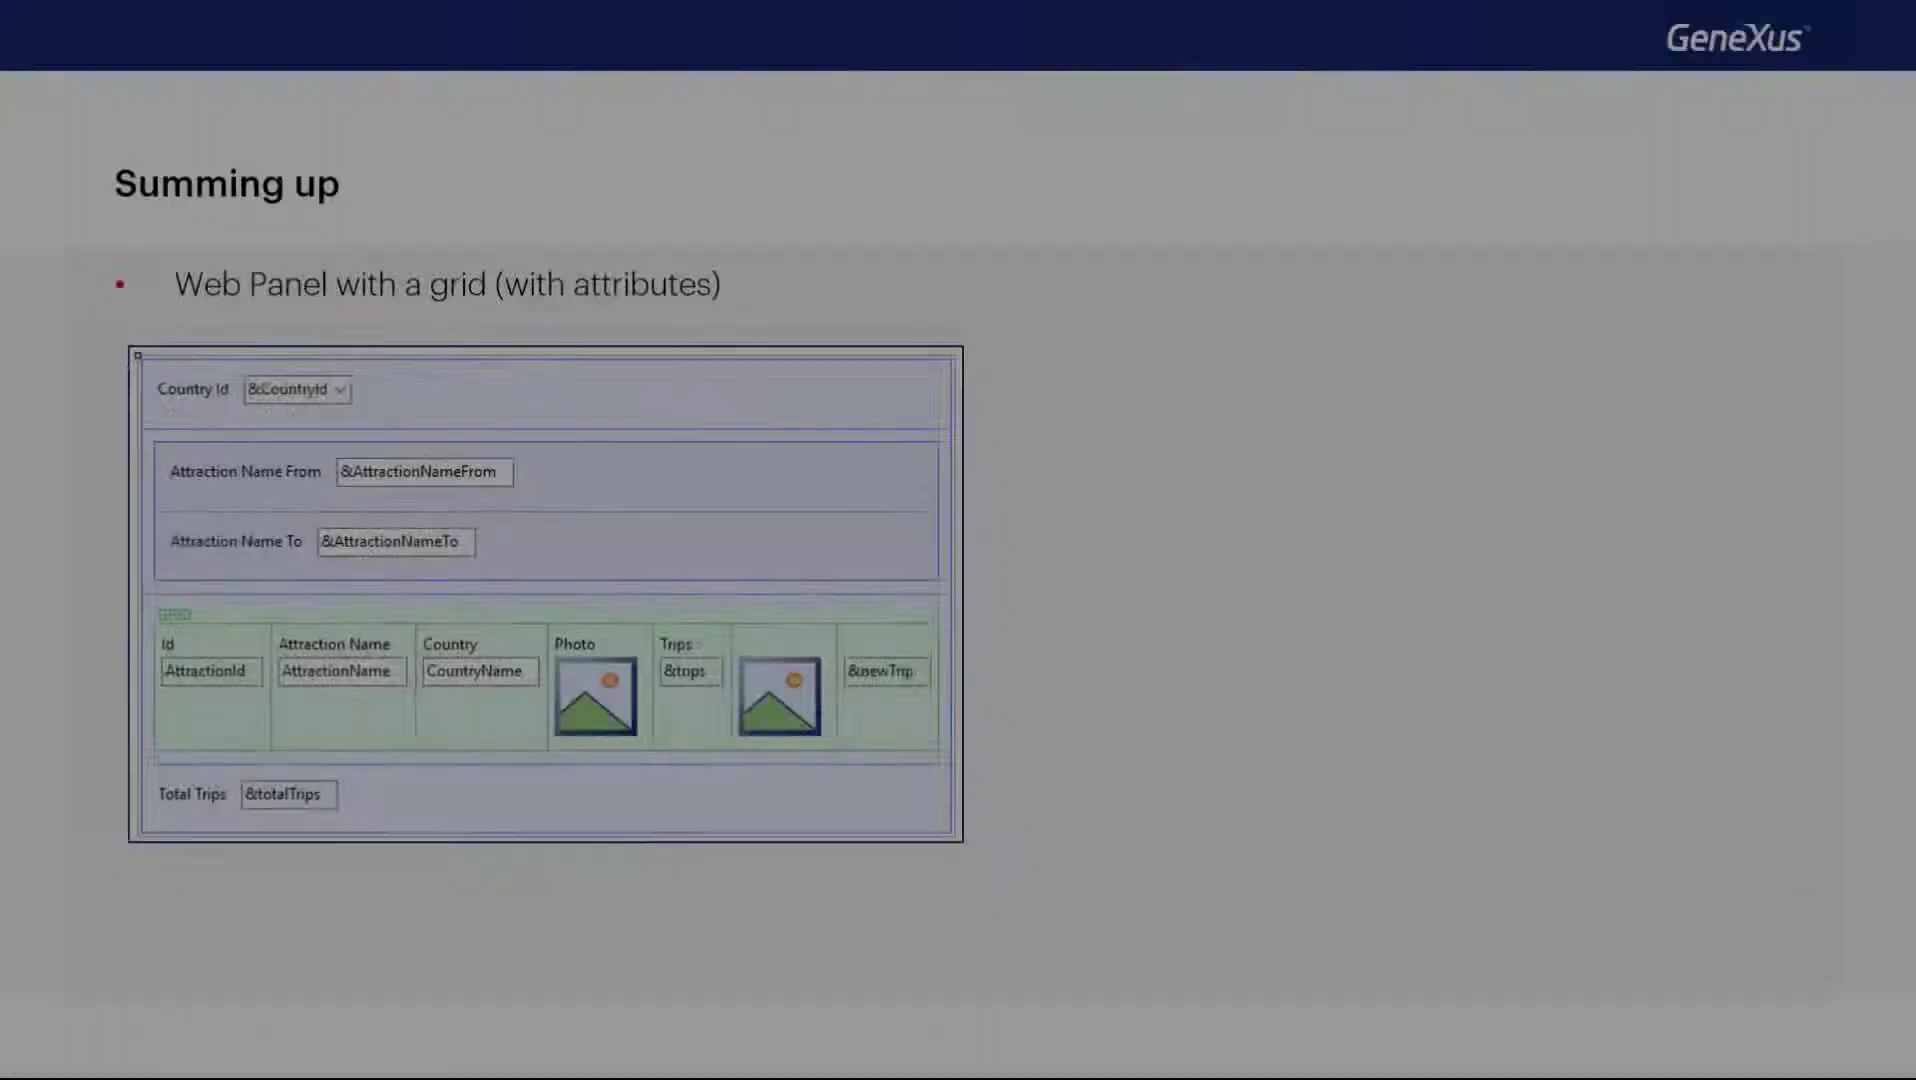 GeneXus
Summing up
• Web Panel with a grid (with attributes)
Country Id &CountryId
Attraction Name From &AttractionNameFrom
Attraction Name To &AttractionNameTo
Id Attraction Name Country Photo Trips
AttractionId AttractionName CountryName &trips &newTrip
Total Trips &totalTrips